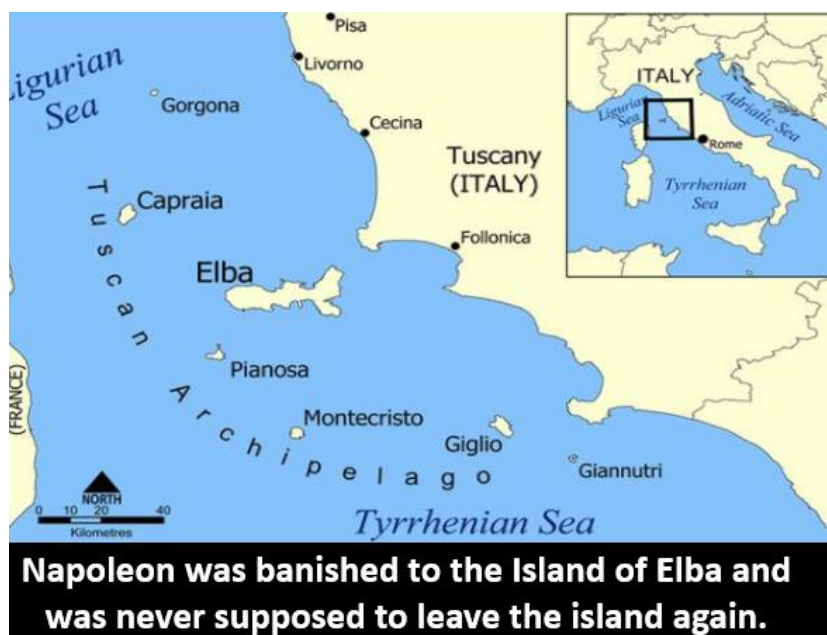 Pisa
Livorno
Ligurian
Sea
Gorgona
Cecina
Tuscany
(ITALY)
Capraia
Follonica
Elba
Tuscan Archipelago
Pianosa
Montecristo
Giglio
Giannutri
(FRANCE)
NORTH
0 10 20 40
Kilometres
Tyrrhenian Sea
ITALY
Ligurian
Sea
Adriatic Sea
Rome
Tyrrhenian
Sea
Napoleon was banished to the Island of Elba and
was never supposed to leave the island again.